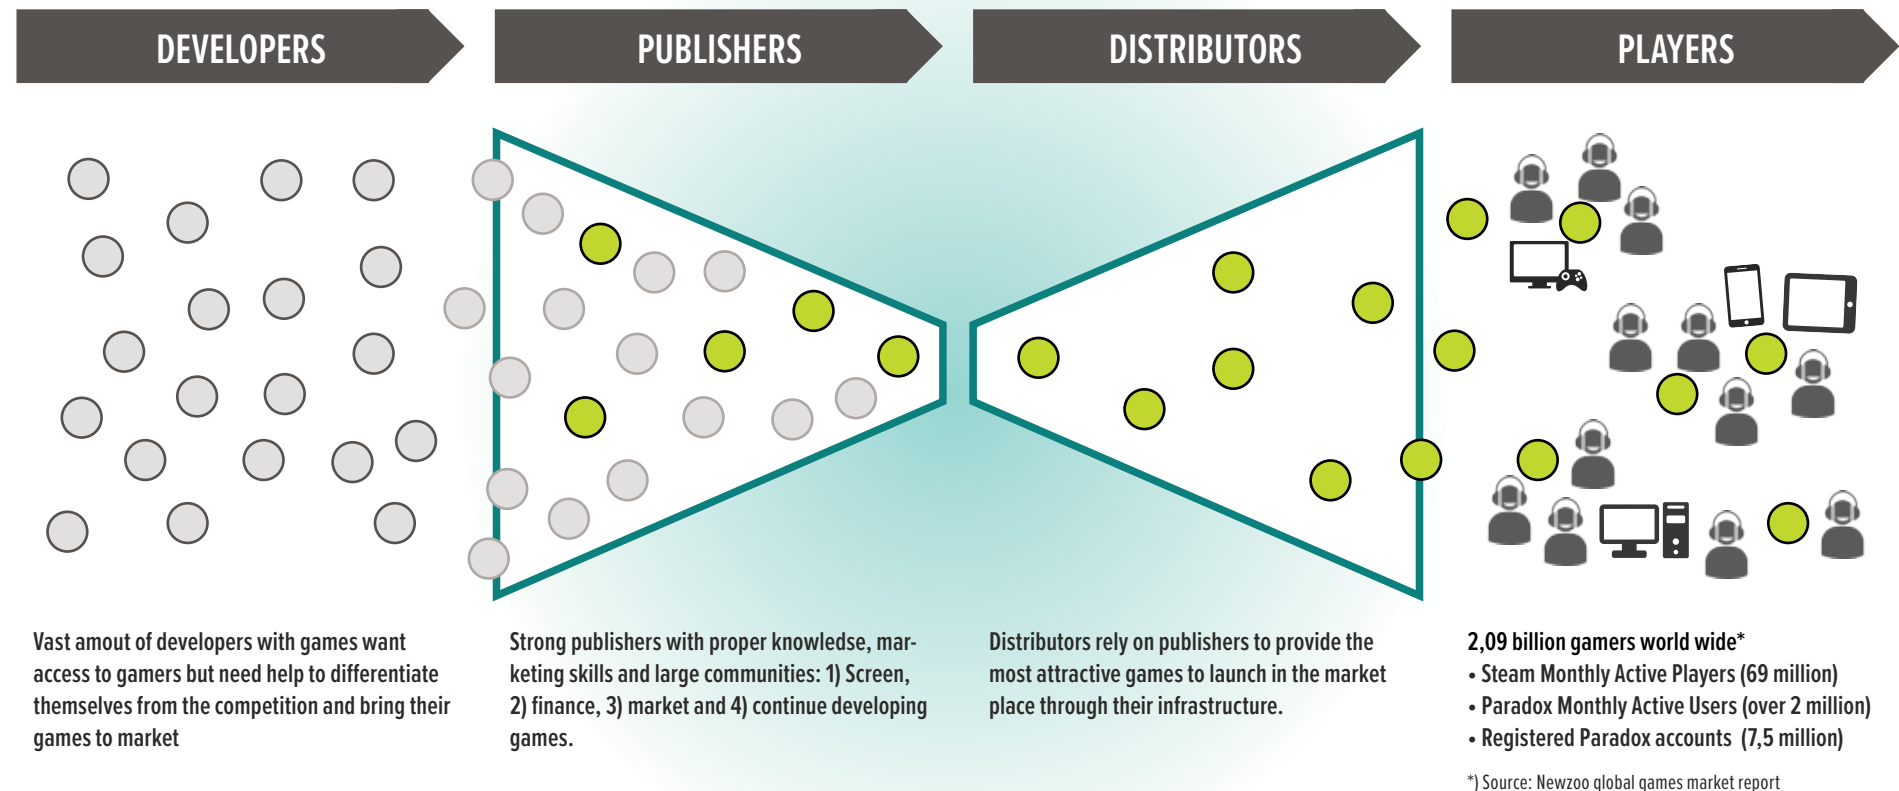 DEVELOPERS
PUBLISHERS
DISTRIBUTORS
PLAYERS
Vast amout of developers with games want
access to gamers but need help to differentiate
themselves from the competition and bring their
games to market
Strong publishers with proper knowledse, mar-
keting skills and large communities: 1) Screen,
2) finance, 3) market and 4) continue developing
games.
Distributors rely on publishers to provide the
most attractive games to launch in the market
place through their infrastructure.
2,09 billion gamers world wide*
• Steam Monthly Active Players (69 million)
• Paradox Monthly Active Users (over 2 million)
• Registered Paradox accounts (7,5 million)
*) Source: Newzoo global games market report